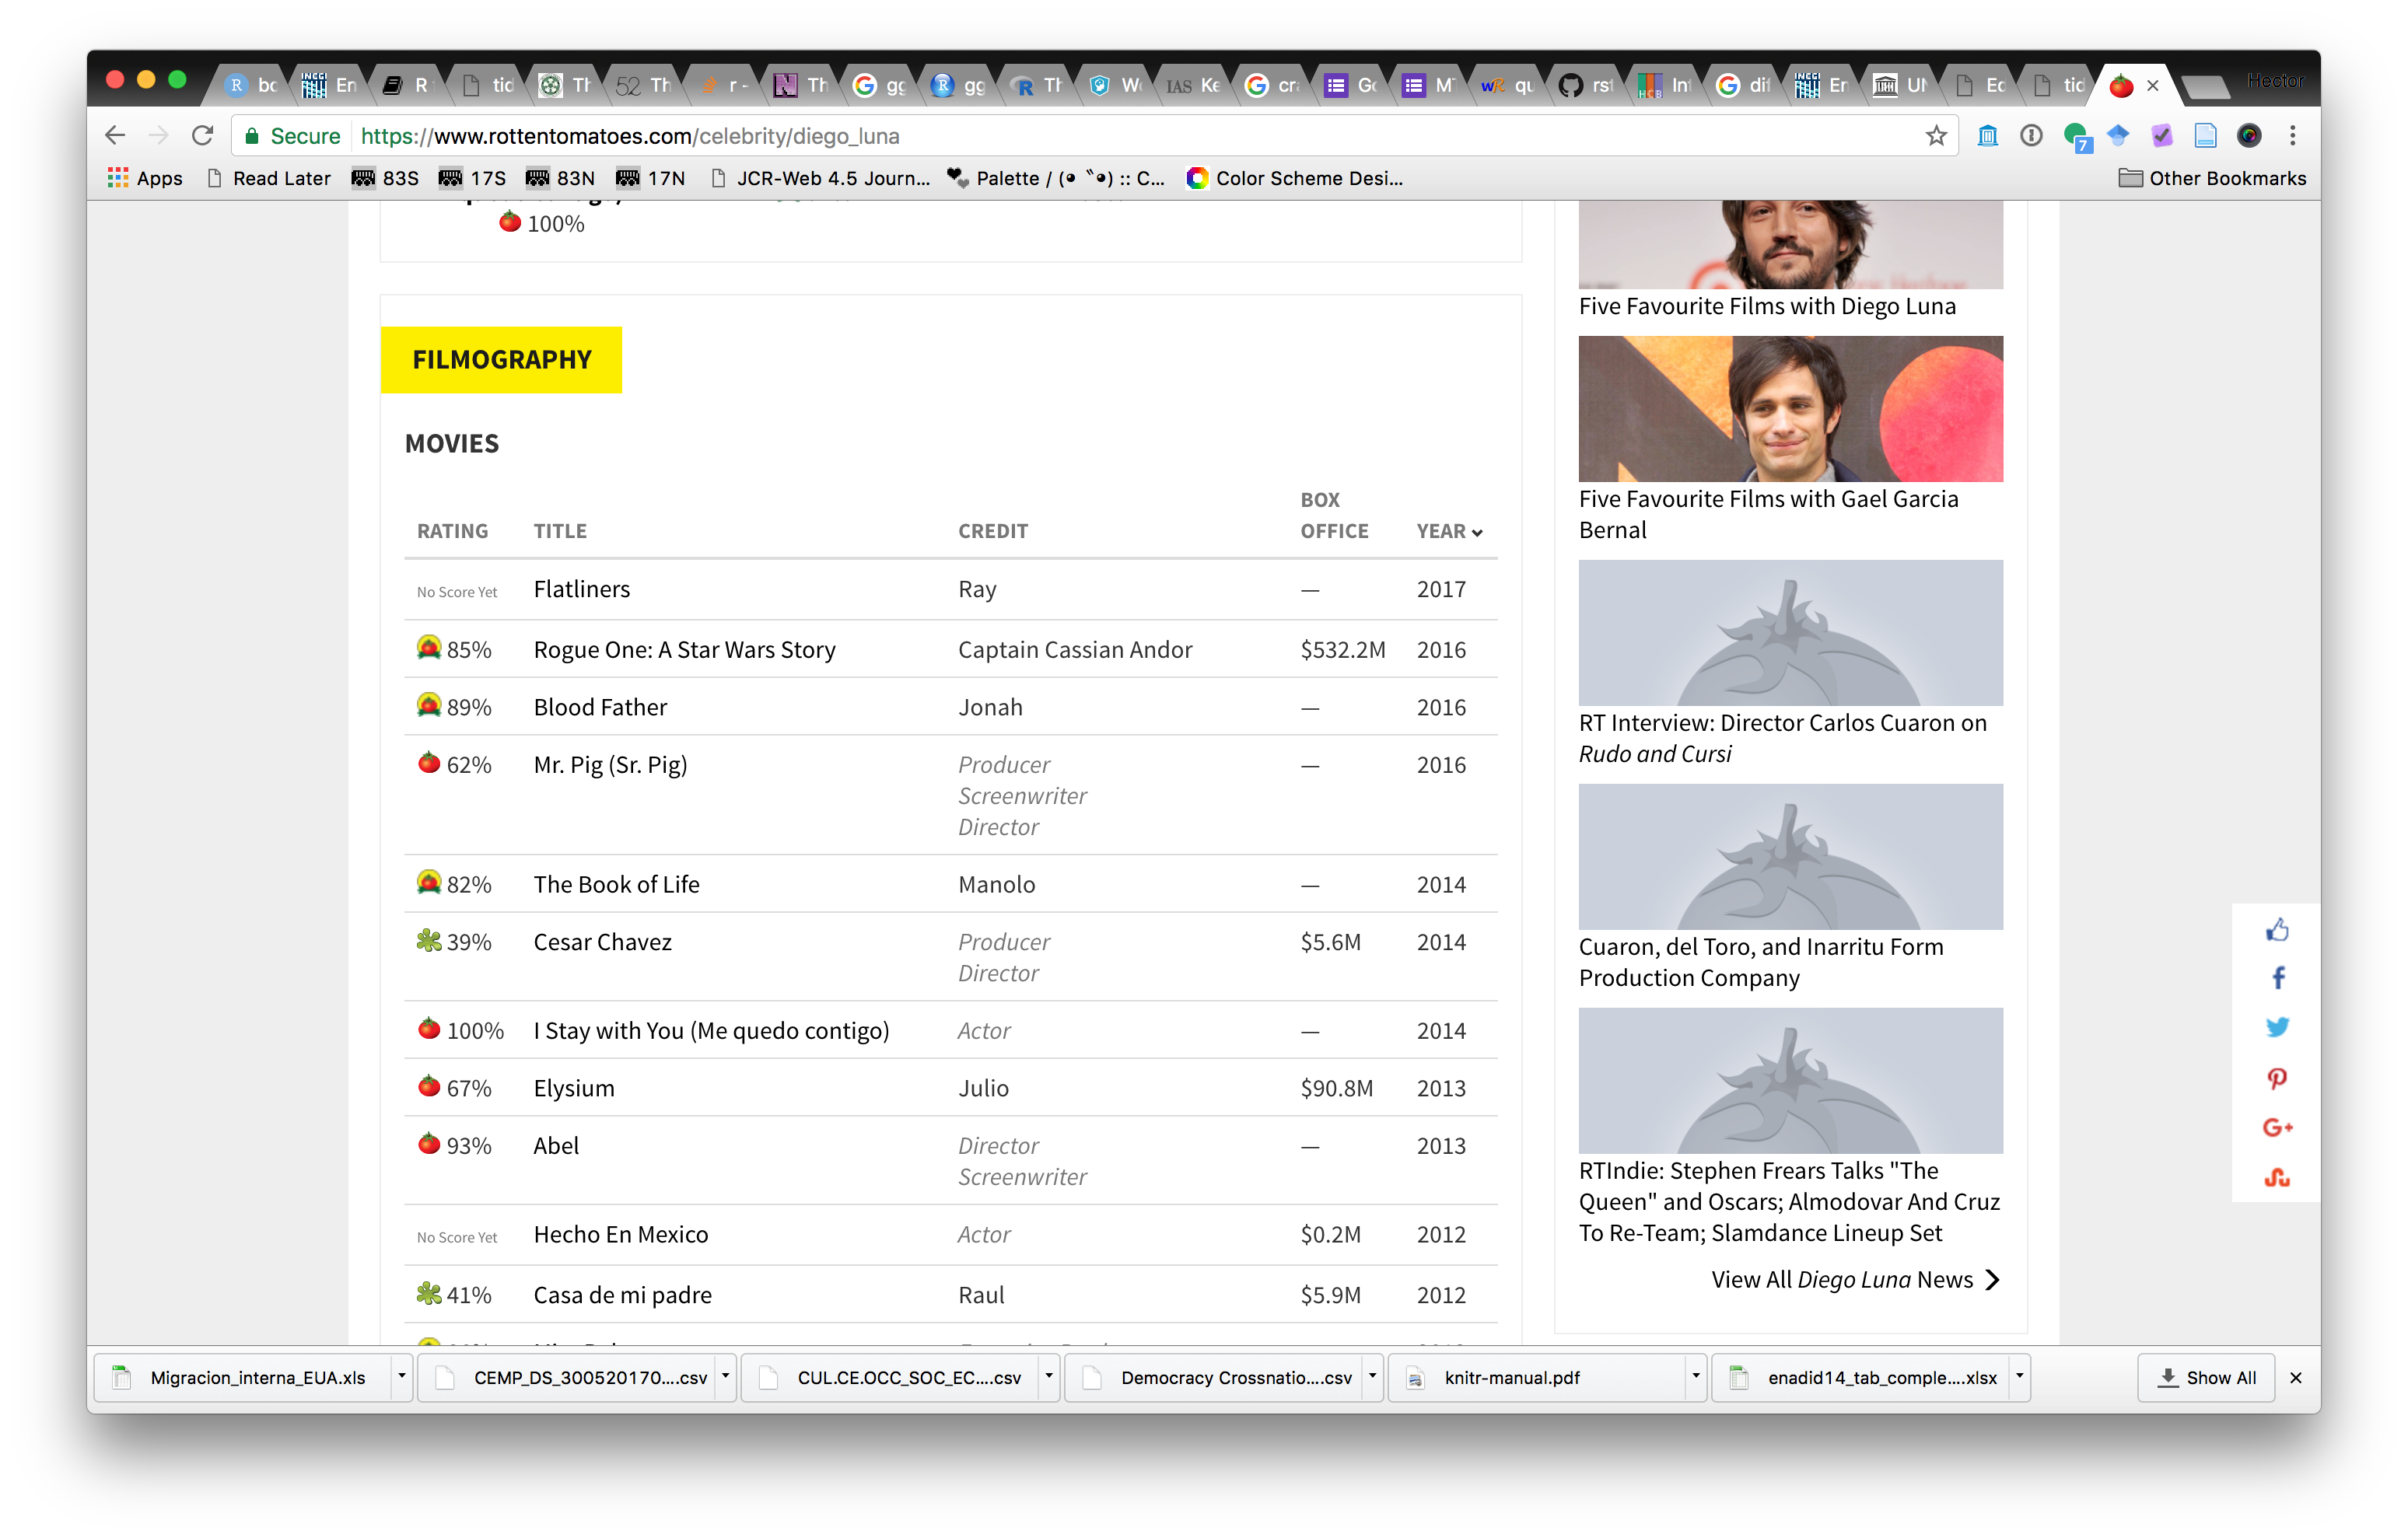 bc
En
R
tid
Th
52 Th
r -
Th
gg
gg
Th
Wo
IAS Ke
cra
Go
M
qu
rst
Int
dif
En
UN
Ec
tid
Hector
Secure https://www.rottentomatoes.com/celebrity/diego_luna
7
Apps Read Later 83S 17S 83N 17N JCR-Web 4.5 Journ... Palette / (• ˇ•) :: C... Color Scheme Desi... Other Bookmarks
100%
FILMOGRAPHY
MOVIES
RATING TITLE CREDIT BOX OFFICE YEAR
No Score Yet Flatliners Ray — 2017
85% Rogue One: A Star Wars Story Captain Cassian Andor $532.2M 2016
89% Blood Father Jonah — 2016
62% Mr. Pig (Sr. Pig) Producer — 2016
Screenwriter
Director
82% The Book of Life Manolo — 2014
39% Cesar Chavez Producer $5.6M 2014
Director
100% I Stay with You (Me quedo contigo) Actor — 2014
67% Elysium Julio $90.8M 2013
93% Abel Director — 2013
Screenwriter
No Score Yet Hecho En Mexico Actor $0.2M 2012
41% Casa de mi padre Raul $5.9M 2012
Five Favourite Films with Diego Luna
Five Favourite Films with Gael Garcia
Bernal
RT Interview: Director Carlos Cuaron on
Rudo and Cursi
Cuaron, del Toro, and Inarritu Form
Production Company
RTIndie: Stephen Frears Talks "The
Queen" and Oscars; Almodovar And Cruz
To Re-Team; Slamdance Lineup Set
View All Diego Luna News
Migracion_interna_EUA.xls
CEMP_DS_300520170....csv
CUL.CE.OCC_SOC_EC....csv
Democracy Crossnatio....csv
knitr-manual.pdf
enadid14_tab_comple....xlsx
Show All